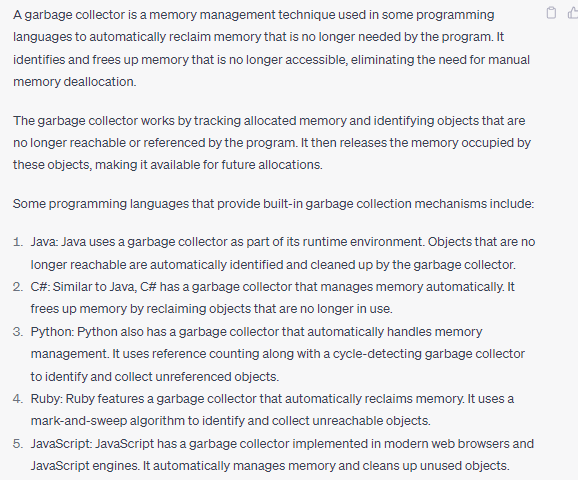 A garbage collector is a memory management technique used in some programming
languages to automatically reclaim memory that is no longer needed by the program. It
identifies and frees up memory that is no longer accessible, eliminating the need for manual
memory deallocation.
The garbage collector works by tracking allocated memory and identifying objects that are
no longer reachable or referenced by the program. It then releases the memory occupied by
these objects, making it available for future allocations.
Some programming languages that provide built-in garbage collection mechanisms include:
1. Java: Java uses a garbage collector as part of its runtime environment. Objects that are no
longer reachable are automatically identified and cleaned up by the garbage collector.
2. C#: Similar to Java, C# has a garbage collector that manages memory automatically. It
frees up memory by reclaiming objects that are no longer in use.
3. Python: Python also has a garbage collector that automatically handles memory
management. It uses reference counting along with a cycle-detecting garbage collector
to identify and collect unreferenced objects.
4. Ruby: Ruby features a garbage collector that automatically reclaims memory. It uses a
mark-and-sweep algorithm to identify and collect unreachable objects.
5. JavaScript: JavaScript has a garbage collector implemented in modern web browsers and
JavaScript engines. It automatically manages memory and cleans up unused objects.